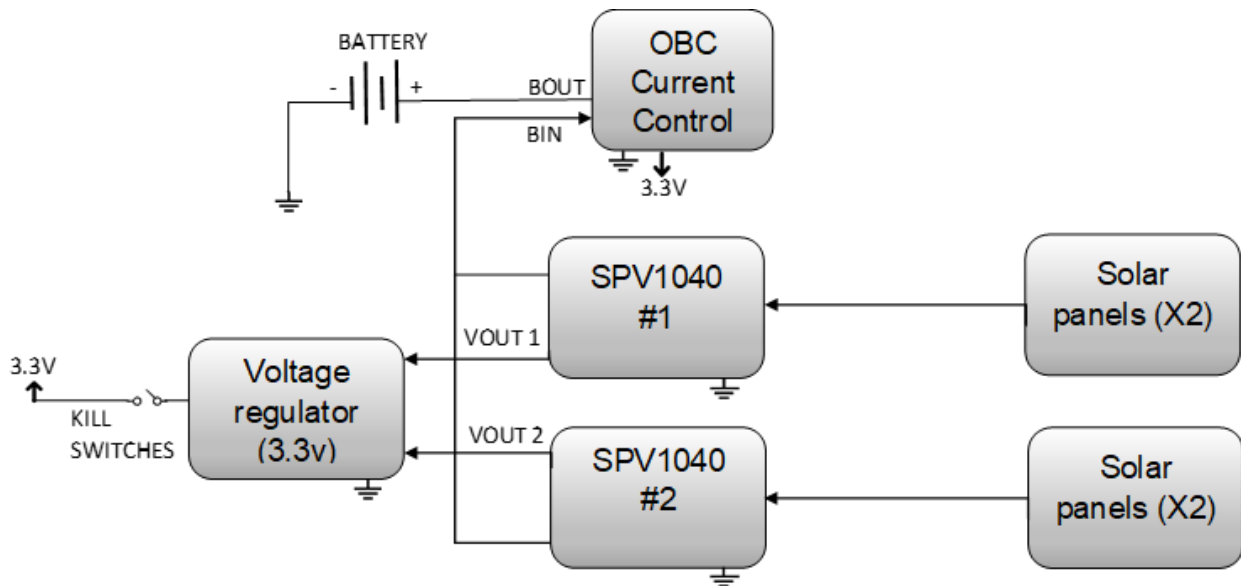 BATTERY
-
+
BOUT
BIN
OBC
Current
Control
3.3V
SPV1040
#1
Solar
panels (X2)
VOUT 1
3.3V
KILL
SWITCHES
Voltage
regulator
(3.3v)
VOUT 2
SPV1040
#2
Solar
panels (X2)